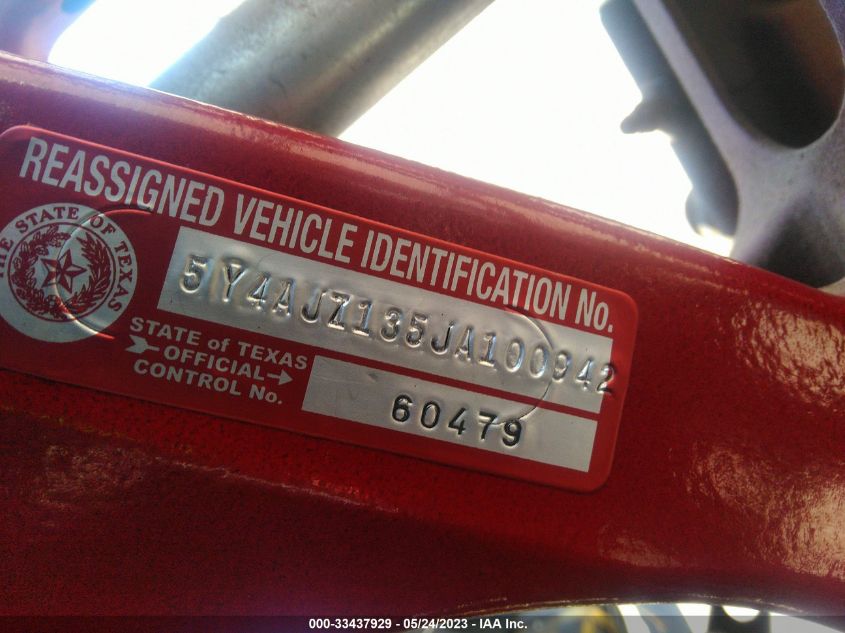 REASSIGNED VEHICLE IDENTIFICATION No.
THE STATE OF TEXAS
5Y4AJZ135JA100942
STATE of TEXAS
OFFICIAL
CONTROL No.
60479
000-33437929 — 05/24/2023 — IAA Inc.